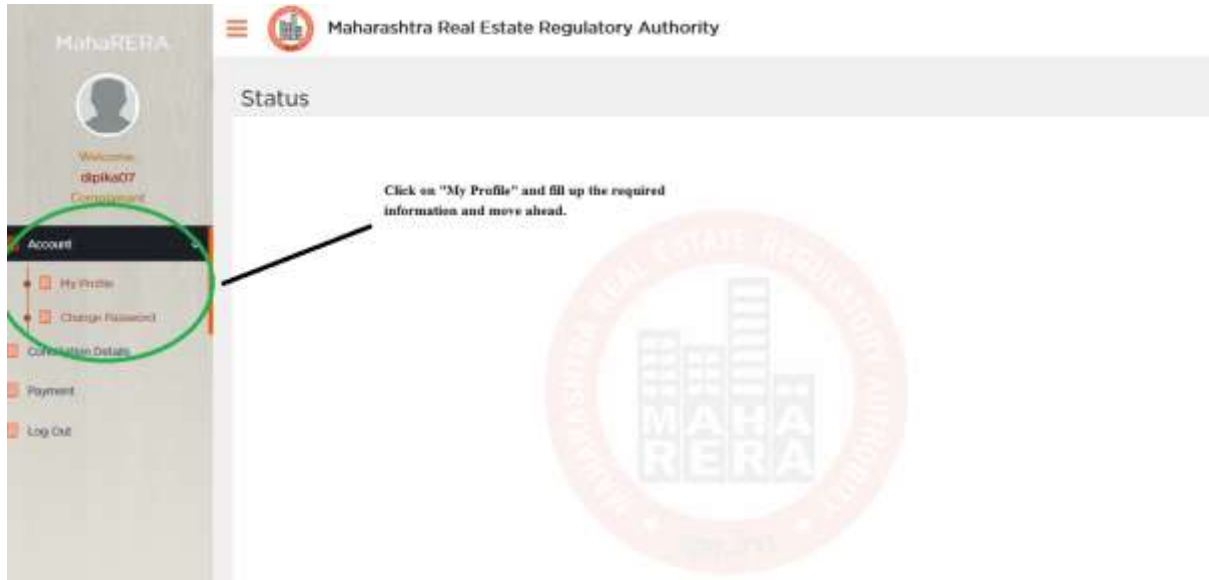 MahaRERA
Maharashtra Real Estate Regulatory Authority
Status
Welcome
dipika07
Complainant
Click on "My Profile" and fill up the required
information and move ahead.
Account
My Profile
Change Password
Conciliation Details
Payment
Log Out
MAHARASHTRA REAL ESTATE REGULATORY AUTHORITY
MAHA
RERA